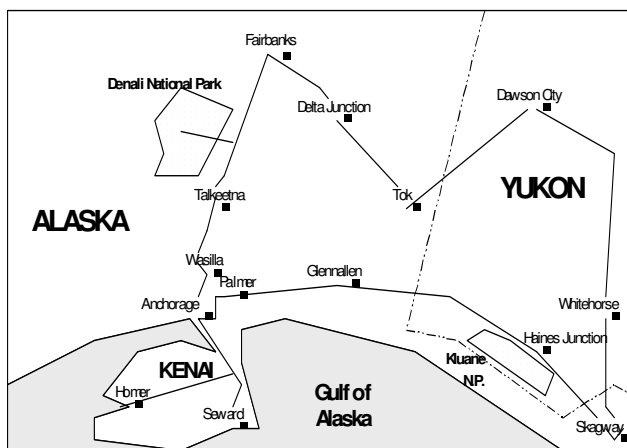 Fairbanks
Denali National Park
Delta Junction
Dawson City
ALASKA
Talkeetna
Tok
YUKON
Wasilla
Palmer
Glennallen
Anchorage
Whitehorse
Haines Junction
KENAI
Kluane
N.P.
Homer
Gulf of
Alaska
Seward
Skagway